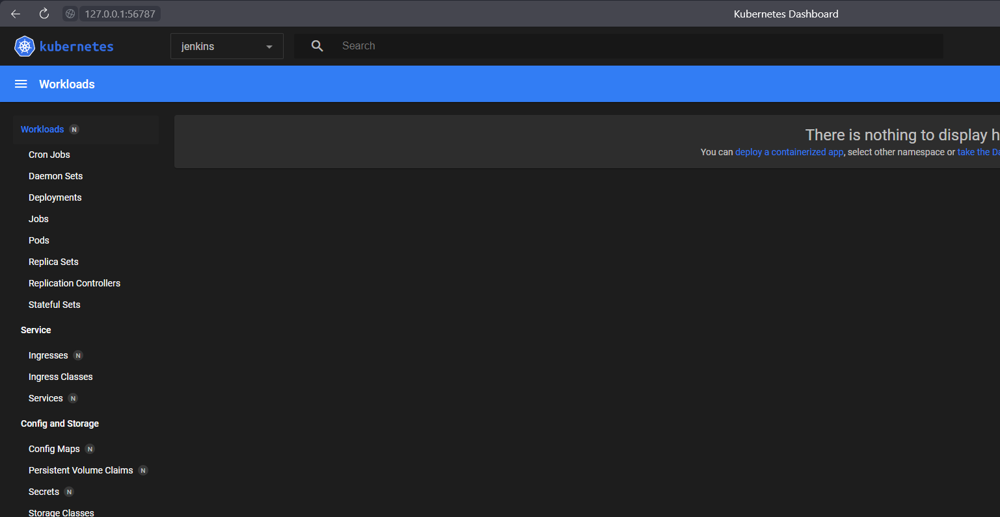 127.0.0.1:56787
Kubernetes Dashboard
kubernetes
jenkins
Search
Workloads
Workloads N
There is nothing to display h
You can deploy a containerized app, select other namespace or take the Da
Cron Jobs
Daemon Sets
Deployments
Jobs
Pods
Replica Sets
Replication Controllers
Stateful Sets
Service
Ingresses N
Ingress Classes
Services N
Config and Storage
Config Maps N
Persistent Volume Claims N
Secrets N
Storage Classes